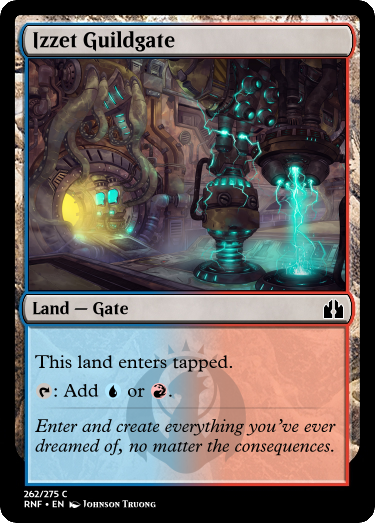 Izzet Guildgate
Land — Gate
This land enters tapped.
: Add or .
Enter and create everything you've ever
dreamed of, no matter the consequences.
262/275 C
RNF • EN Johnson Truong